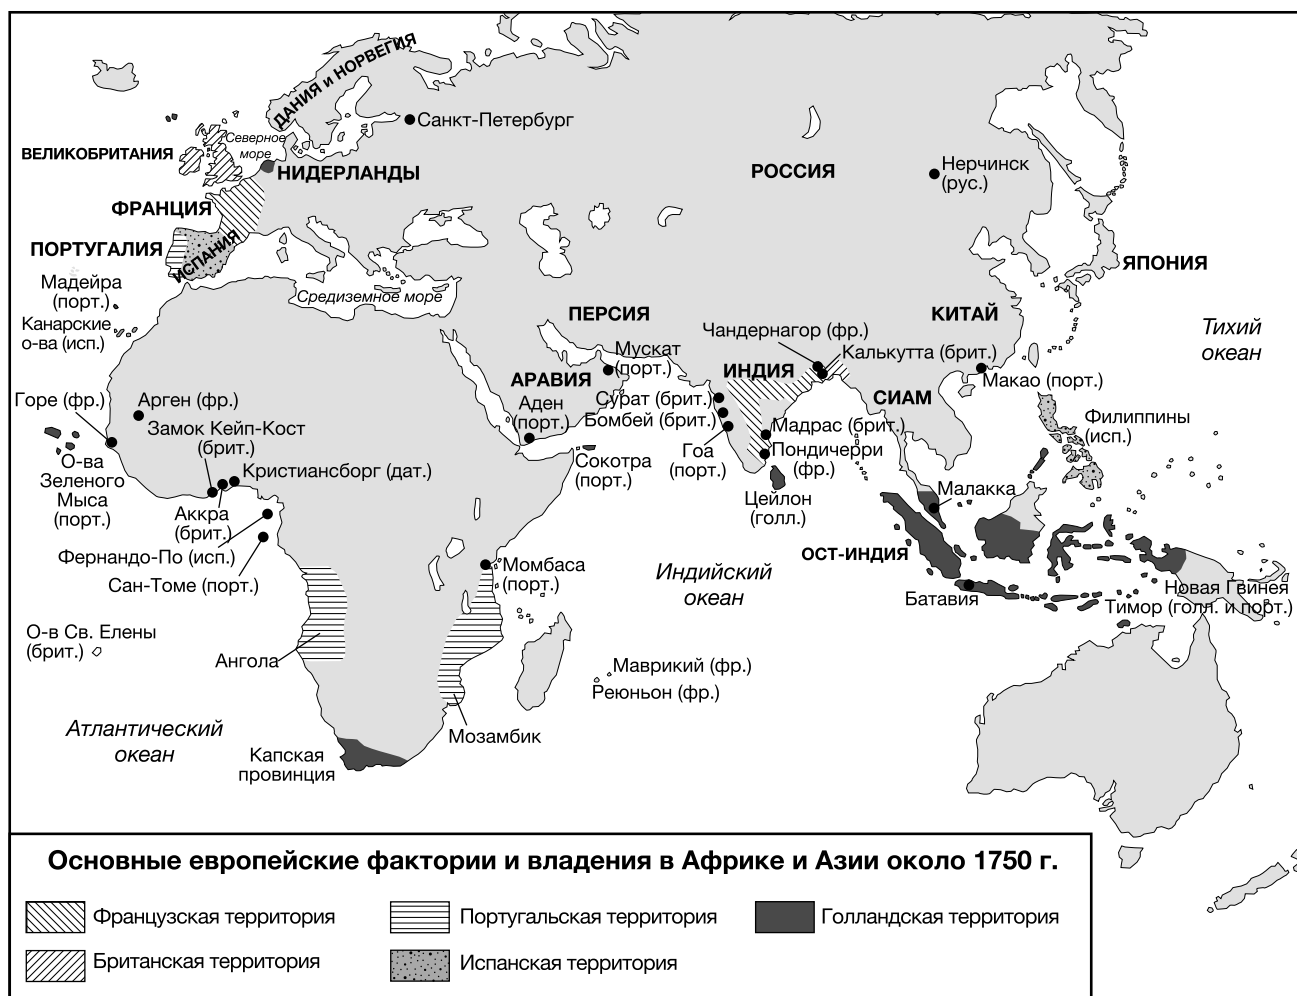 ДАНИЯ и НОРВЕГИЯ
Санкт-Петербург
Северное
море
ВЕЛИКОБРИТАНИЯ
НИДЕРЛАНДЫ
РОССИЯ
Нерчинск
(рус.)
ФРАНЦИЯ
ПОРТУГАЛИЯ
ИСПАНИЯ
ЯПОНИЯ
Мадейра
(порт.)
Средиземное море
Канарские
о-ва (исп.)
ПЕРСИЯ
КИТАЙ
Тихий
океан
Чандернагор (фр.)
Калькутта (брит.)
Мускат
(порт.)
ИНДИЯ
АРАВИЯ
Макао (порт.)
Сурат (брит.)
СИАМ
Горе (фр.)
Арген (фр.)
Аден
(порт.)
Бомбей (брит.)
Филиппины
(исп.)
Замок Кейп-Кост
(брит.)
Мадрас (брит.)
Гоа
(порт.)
Пондичерри
(фр.)
О-ва
Зеленого
Мыса
(порт.)
Кристиансборг (дат.)
Сокотра
(порт.)
Цейлон
(голл.)
Малакка
Аккра
(брит.)
Фернандо-По (исп.)
ОСТ-ИНДИЯ
Момбаса
(порт.)
Сан-Томе (порт.)
Индийский
океан
Батавия
Новая Гвинея
Тимор (голл. и порт.)
О-в Св. Елены
(брит.)
Ангола
Маврикий (фр.)
Реюньон (фр.)
Атлантический
океан
Мозамбик
Капская
провинция
Основные европейские фактории и владения в Африке и Азии около 1750 г.
Французская территория
Португальская территория
Голландская территория
Британская территория
Испанская территория